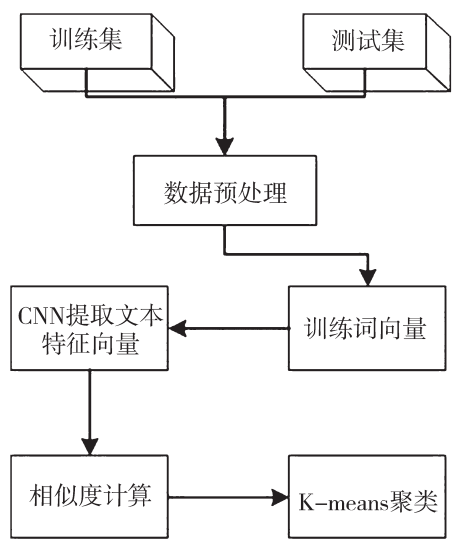 训练集
测试集
数据预处理
CNN提取文本
特征向量
训练词向量
相似度计算
K-means聚类